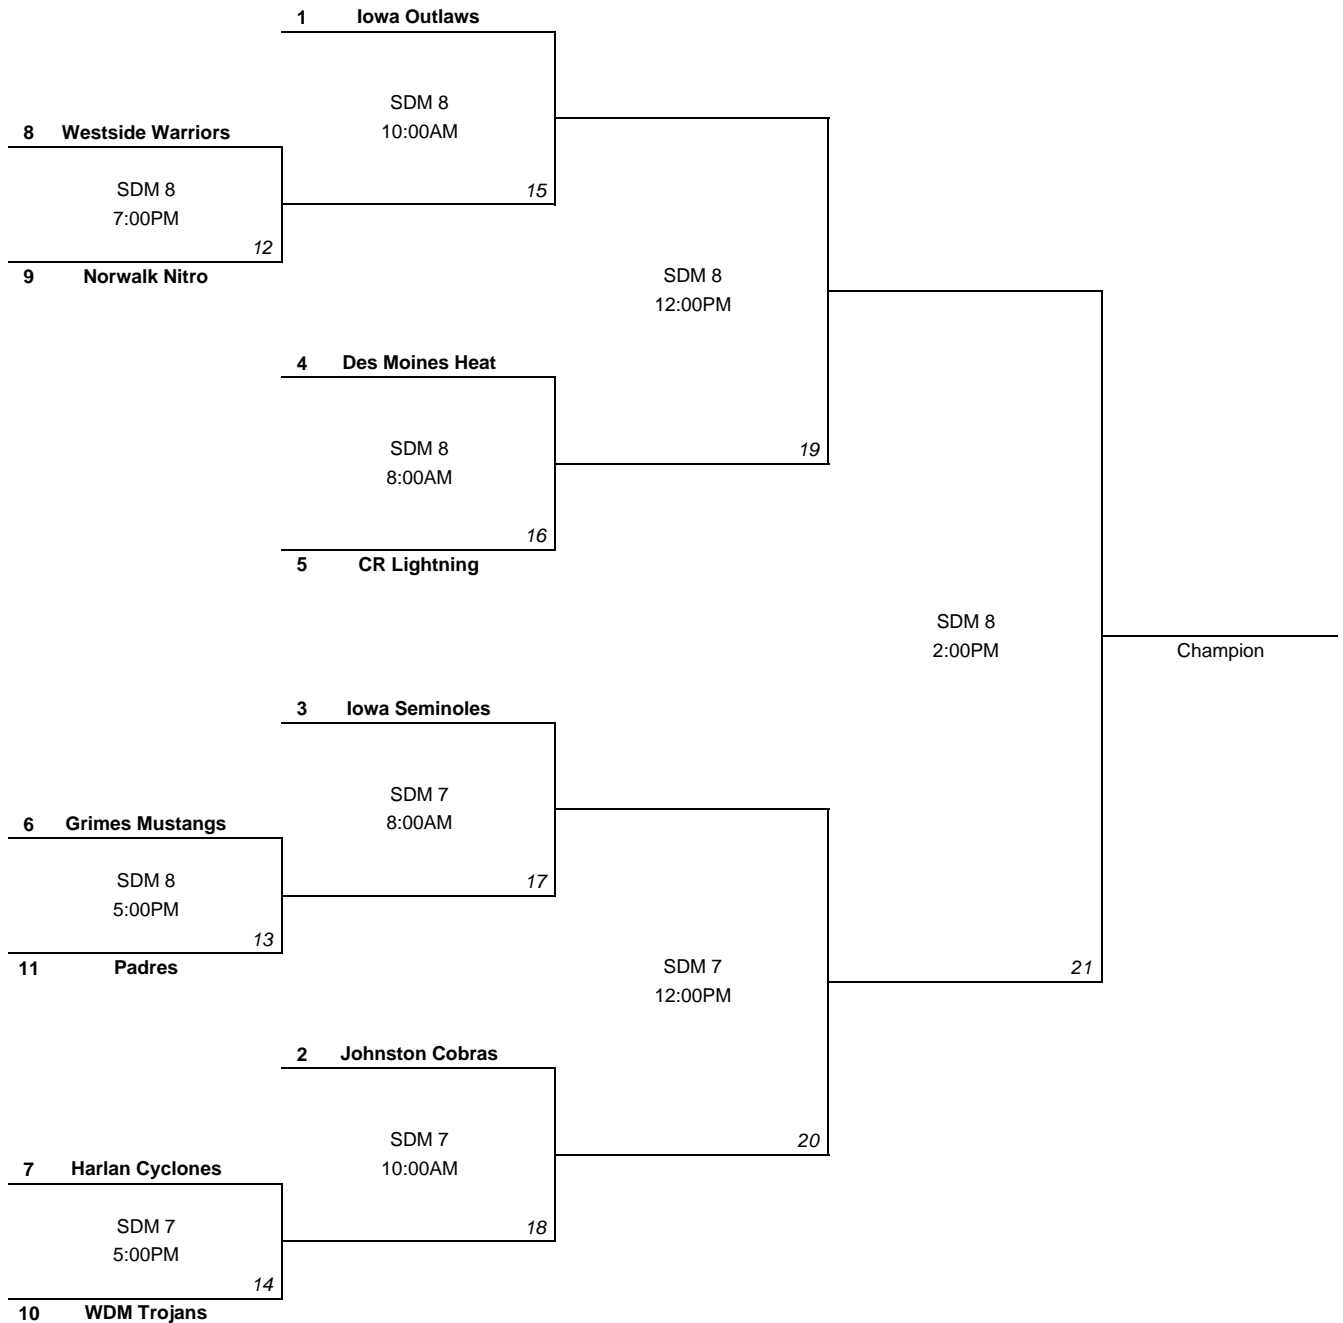 1 Iowa Outlaws
SDM 8
10:00AM
8 Westside Warriors
15
SDM 8
7:00PM
12
9 Norwalk Nitro
SDM 8
12:00PM
4 Des Moines Heat
SDM 8
8:00AM
19
16
5 CR Lightning
SDM 8
2:00PM
Champion
3 Iowa Seminoles
SDM 7
8:00AM
6 Grimes Mustangs
17
SDM 8
5:00PM
13
11 Padres
SDM 7
12:00PM
21
2 Johnston Cobras
SDM 7
10:00AM
20
7 Harlan Cyclones
18
SDM 7
5:00PM
14
10 WDM Trojans